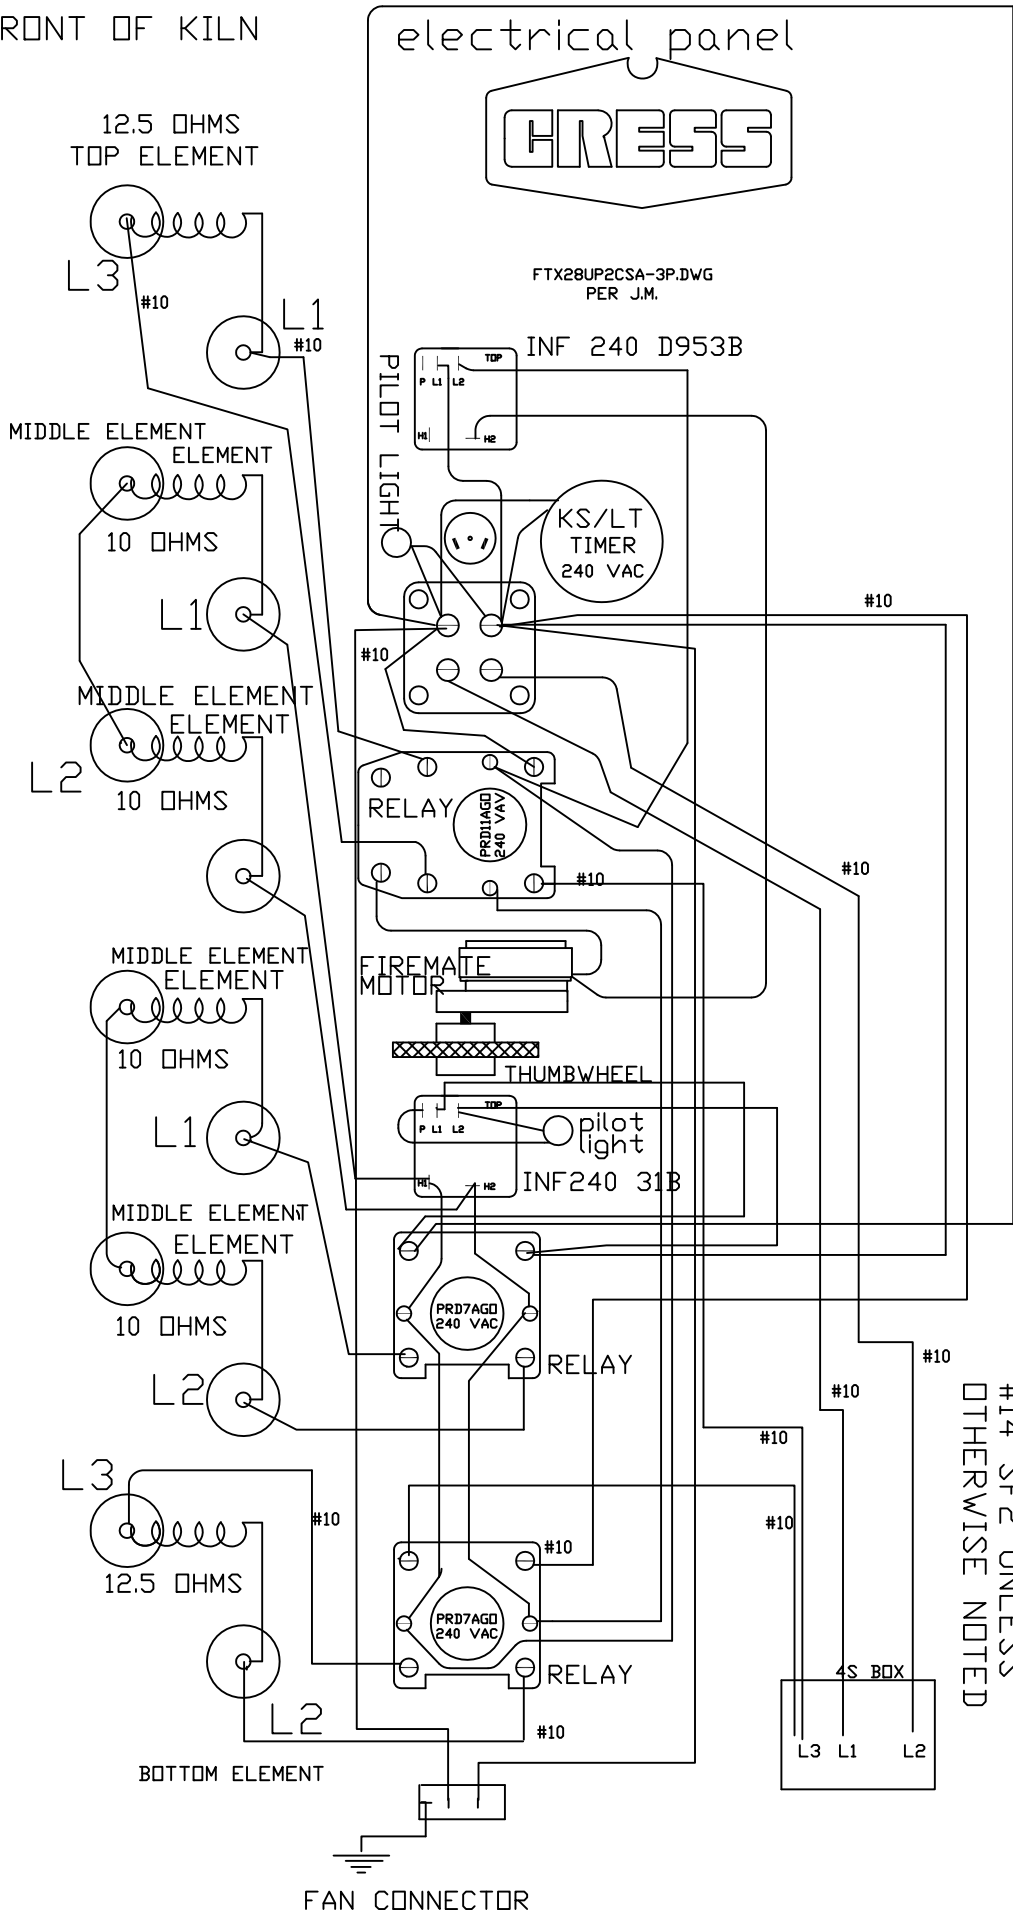 RONT OF KILN
electrical panel
CRESS
12.5 OHMS
TOP ELEMENT
L3
#10
L1
#10
FTX28UP2CSA-3P.DWG
PER J.M.
INF 240 D953B
TOP
P L1 L2
H1 H2
PILOT LIGHT
MIDDLE ELEMENT
ELEMENT
10 OHMS
KS/LT
TIMER
240 VAC
L1
#10
#10
MIDDLE ELEMENT
ELEMENT
L2
10 OHMS
RELAY
PRD11AGO
240 VAV
#10
#10
MIDDLE ELEMENT
ELEMENT
10 OHMS
FIREMATE
MOTOR
THUMBWHEEL
L1
TOP
P L1 L2
H1 H2
pilot
light
INF240 31B
MIDDLE ELEMENT
ELEMENT
10 OHMS
PRD7AGO
240 VAC
RELAY
L2
#10
#10
#10
#10
#14 SF2 UNLESS
OTHERWISE NOTED
L3
#10
#10
12.5 OHMS
PRD7AGO
240 VAC
RELAY
L2
#10
4S BOX
L3 L1 L2
BOTTOM ELEMENT
FAN CONNECTOR